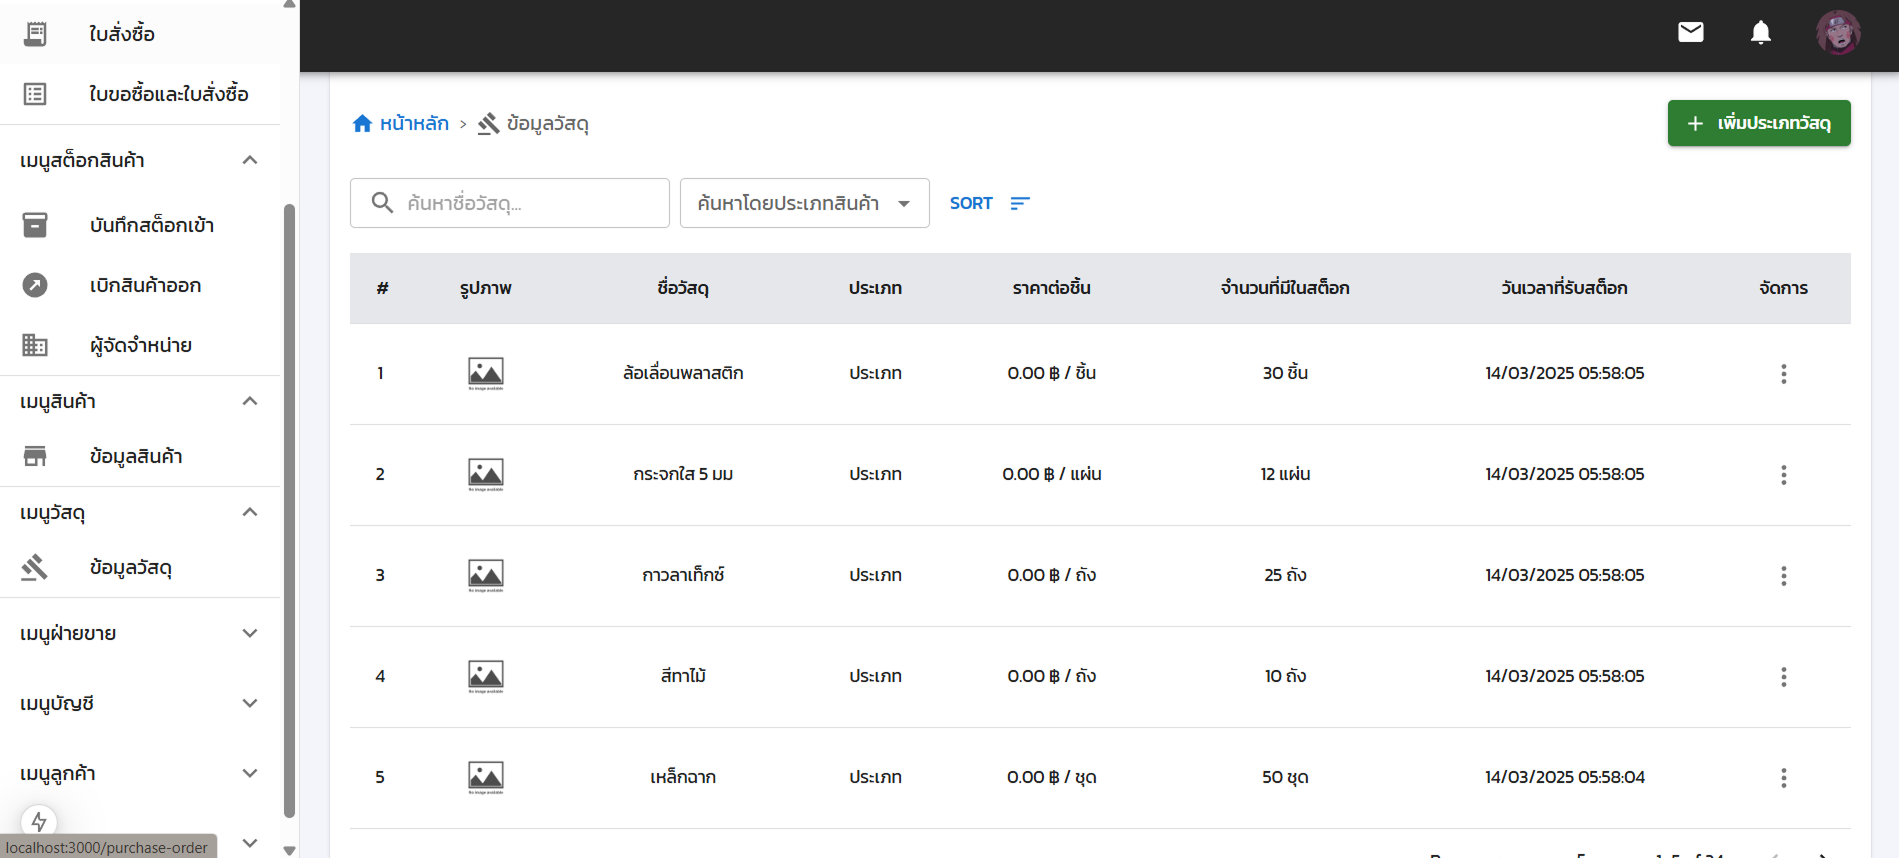 ใบสั่งซื้อ
ใบขอซื้อและใบสั่งซื้อ
เมนูสต็อกสินค้า
บันทึกสต็อกเข้า
เบิกสินค้าออก
ผู้จัดจำหน่าย
เมนูสินค้า
ข้อมูลสินค้า
เมนูวัสดุ
ข้อมูลวัสดุ
เมนูฝ่ายขาย
เมนูบัญชี
เมนูลูกค้า
localhost:3000/purchase-order
หน้าหลัก > ข้อมูลวัสดุ
+ เพิ่มประเภทวัสดุ
ค้นหาชื่อวัสดุ... ค้นหาโดยประเภทสินค้า SORT
# รูปภาพ ชื่อวัสดุ ประเภท ราคาต่อชิ้น จำนวนที่มีในสต็อก วันเวลาที่รับสต็อก จัดการ
1 No image available ล้อเลื่อนพลาสติก ประเภท 0.00 ฿ / ชิ้น 30 ชิ้น 14/03/2025 05:58:05
2 No image available กระจกใส 5 มม ประเภท 0.00 ฿ / แผ่น 12 แผ่น 14/03/2025 05:58:05
3 No image available กาวลาเท็กซ์ ประเภท 0.00 ฿ / ถัง 25 ถัง 14/03/2025 05:58:05
4 No image available สีทาไม้ ประเภท 0.00 ฿ / ถัง 10 ถัง 14/03/2025 05:58:05
5 No image available เหล็กฉาก ประเภท 0.00 ฿ / ชุด 50 ชุด 14/03/2025 05:58:04